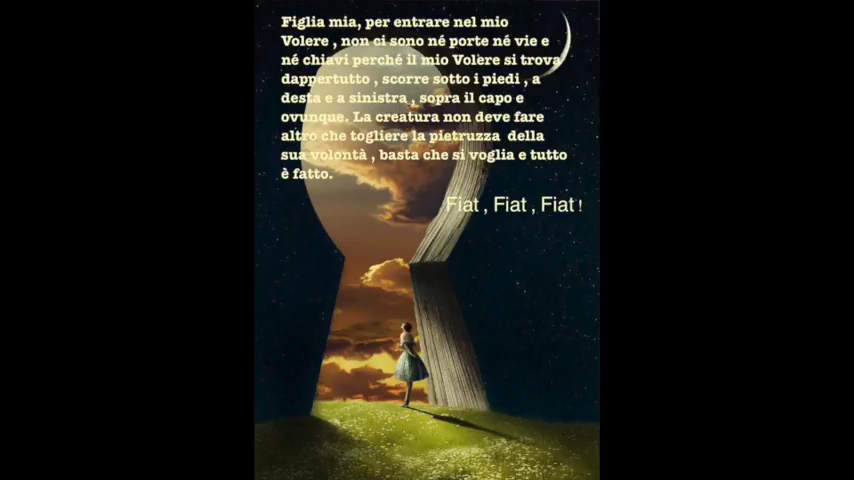 Figlia mia, per entrare nel mio
Volere , non ci sono né porte né vie e
né chiavi perché il mio Volere si trova
dappertutto , scorre sotto i piedi , a
desta e a sinistra , sopra il capo e
ovunque. La creatura non deve fare
altro che togliere la pietruzza della
sua volontà , basta che si voglia e tutto
è fatto.
Fiat , Fiat , Fiat !